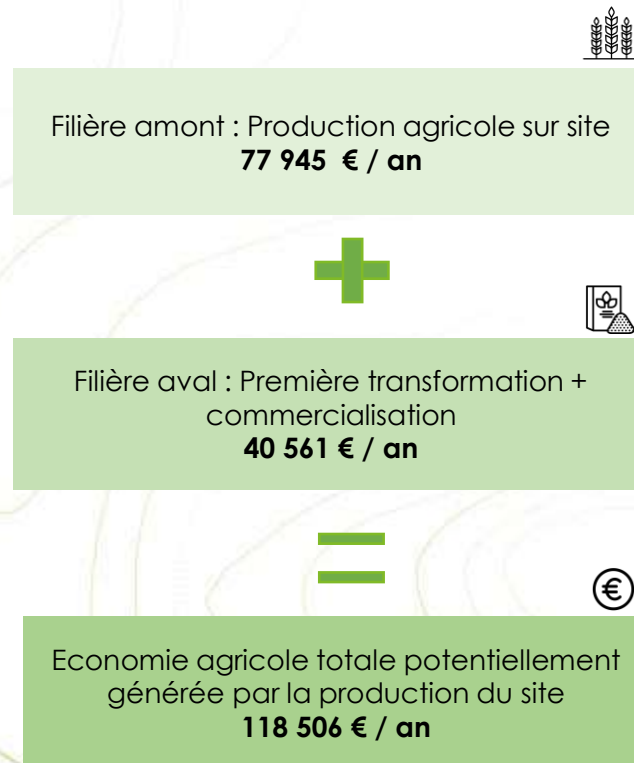 Filière amont : Production agricole sur site
77 945 € / an
Filière aval : Première transformation +
commercialisation
40 561 € / an
€
Economie agricole totale potentiellement
générée par la production du site
118 506 € / an